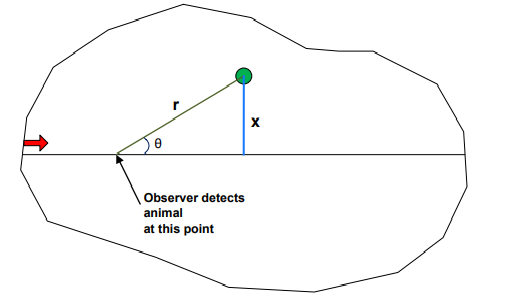 r
x
θ
Observer detects
animal
at this point